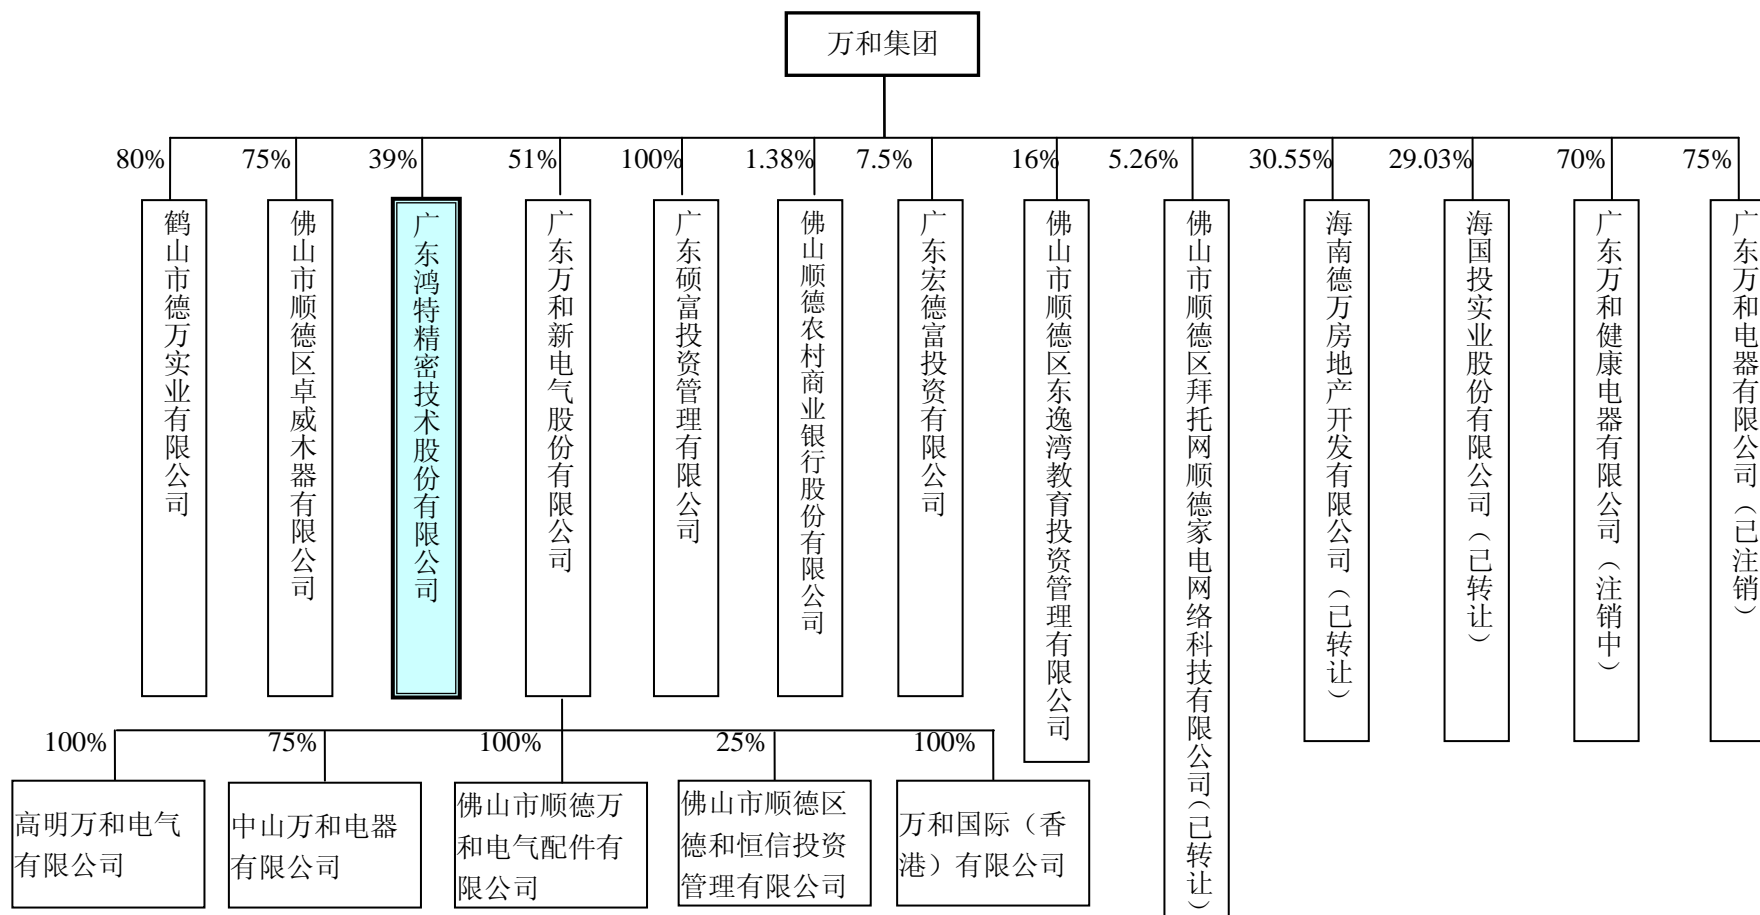 万和集团
80%
75%
39%
51%
100%
1.38%
7.5%
16%
5.26%
30.55%
29.03%
70%
75%
鹤山市德万实业有限公司
佛山市顺德区卓威木器有限公司
广东鸿特精密技术股份有限公司
广东万和新电气股份有限公司
广东硕富投资管理有限公司
佛山顺德农村商业银行股份有限公司
广东宏德富投资有限公司
佛山市顺德区东逸湾教育投资管理有限公司
佛山市顺德区拜托网顺德家电网络科技有限公司（已转让）
海南德万房地产开发有限公司（已转让）
海国投实业股份有限公司（已转让）
广东万和健康电器有限公司（注销中）
广东万和电器有限公司（已注销）
100%
75%
100%
25%
100%
高明万和电气
有限公司
中山万和电器
有限公司
佛山市顺德万
和电气配件有
限公司
佛山市顺德区
德和恒信投资
管理有限公司
万和国际（香
港）有限公司